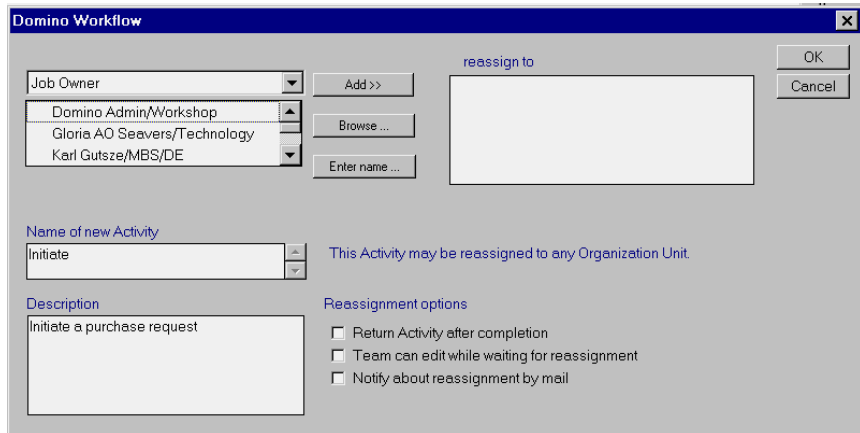 Domino Workflow
Job Owner
Domino Admin/Workshop
Gloria AO Seavers/Technology
Karl Gutsze/MBS/DE
Add >>
Browse ...
Enter name ...
reassign to
OK
Cancel
Name of new Activity
Initiate
This Activity may be reassigned to any Organization Unit.
Description
Initiate a purchase request
Reassignment options
Return Activity after completion
Team can edit while waiting for reassignment
Notify about reassignment by mail